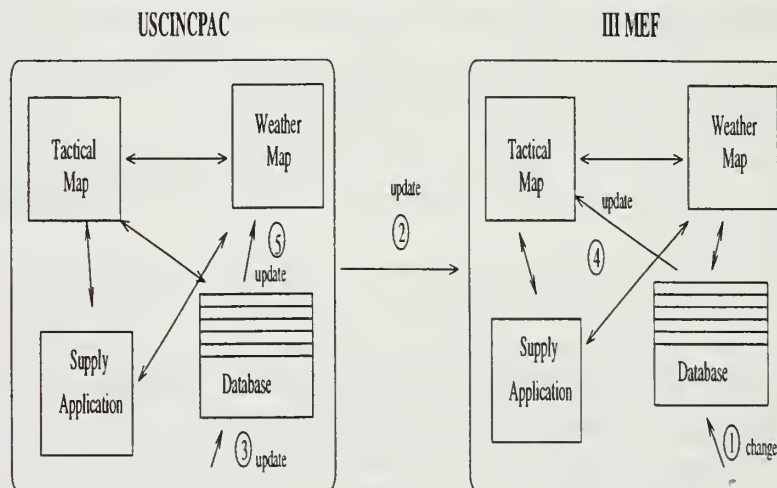 USCINCPAC
Tactical
Map
Weather
Map
⑤
update
Supply
Application
Database
③ update
update
②
III MEF
Tactical
Map
Weather
Map
update
④
Supply
Application
Database
① change